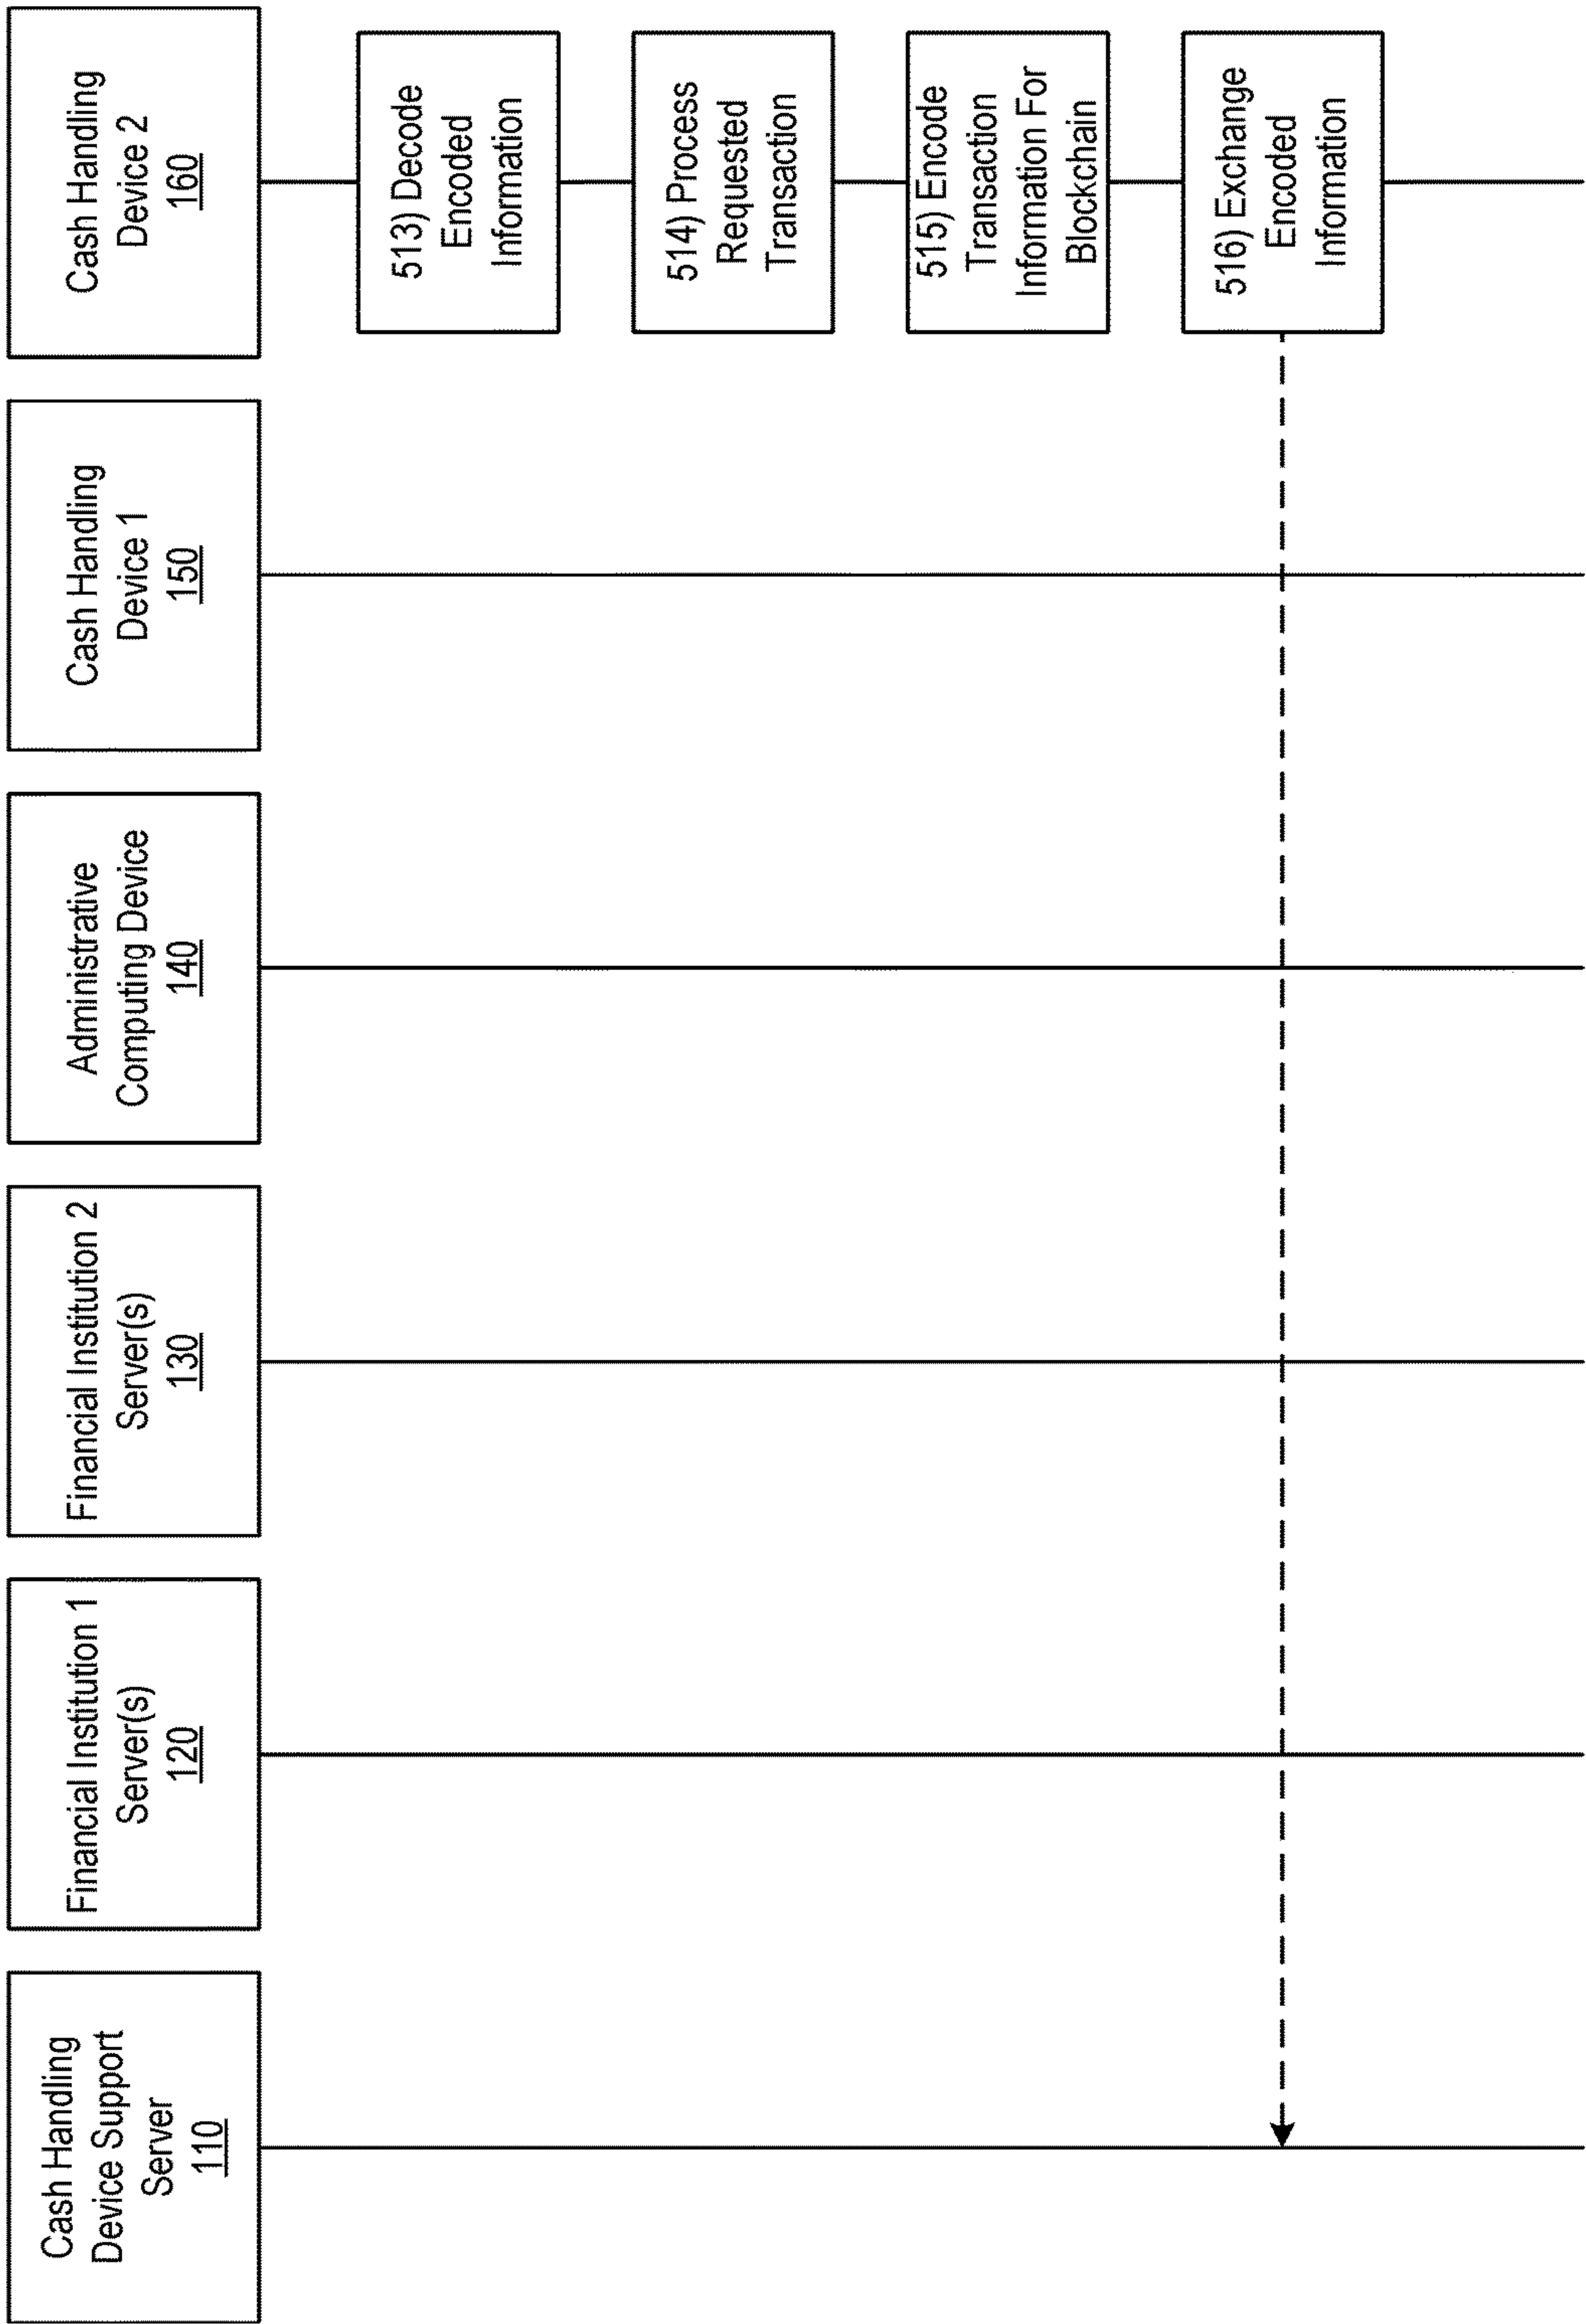 Cash Handling
Device Support
Server
110
Financial Institution 1
Server(s)
120
Financial Institution 2
Server(s)
130
Administrative
Computing Device
140
Cash Handling
Device 1
150
Cash Handling
Device 2
160
513) Decode
Encoded
Information
514) Process
Requested
Transaction
515) Encode
Transaction
Information For
Blockchain
516) Exchange
Encoded
Information